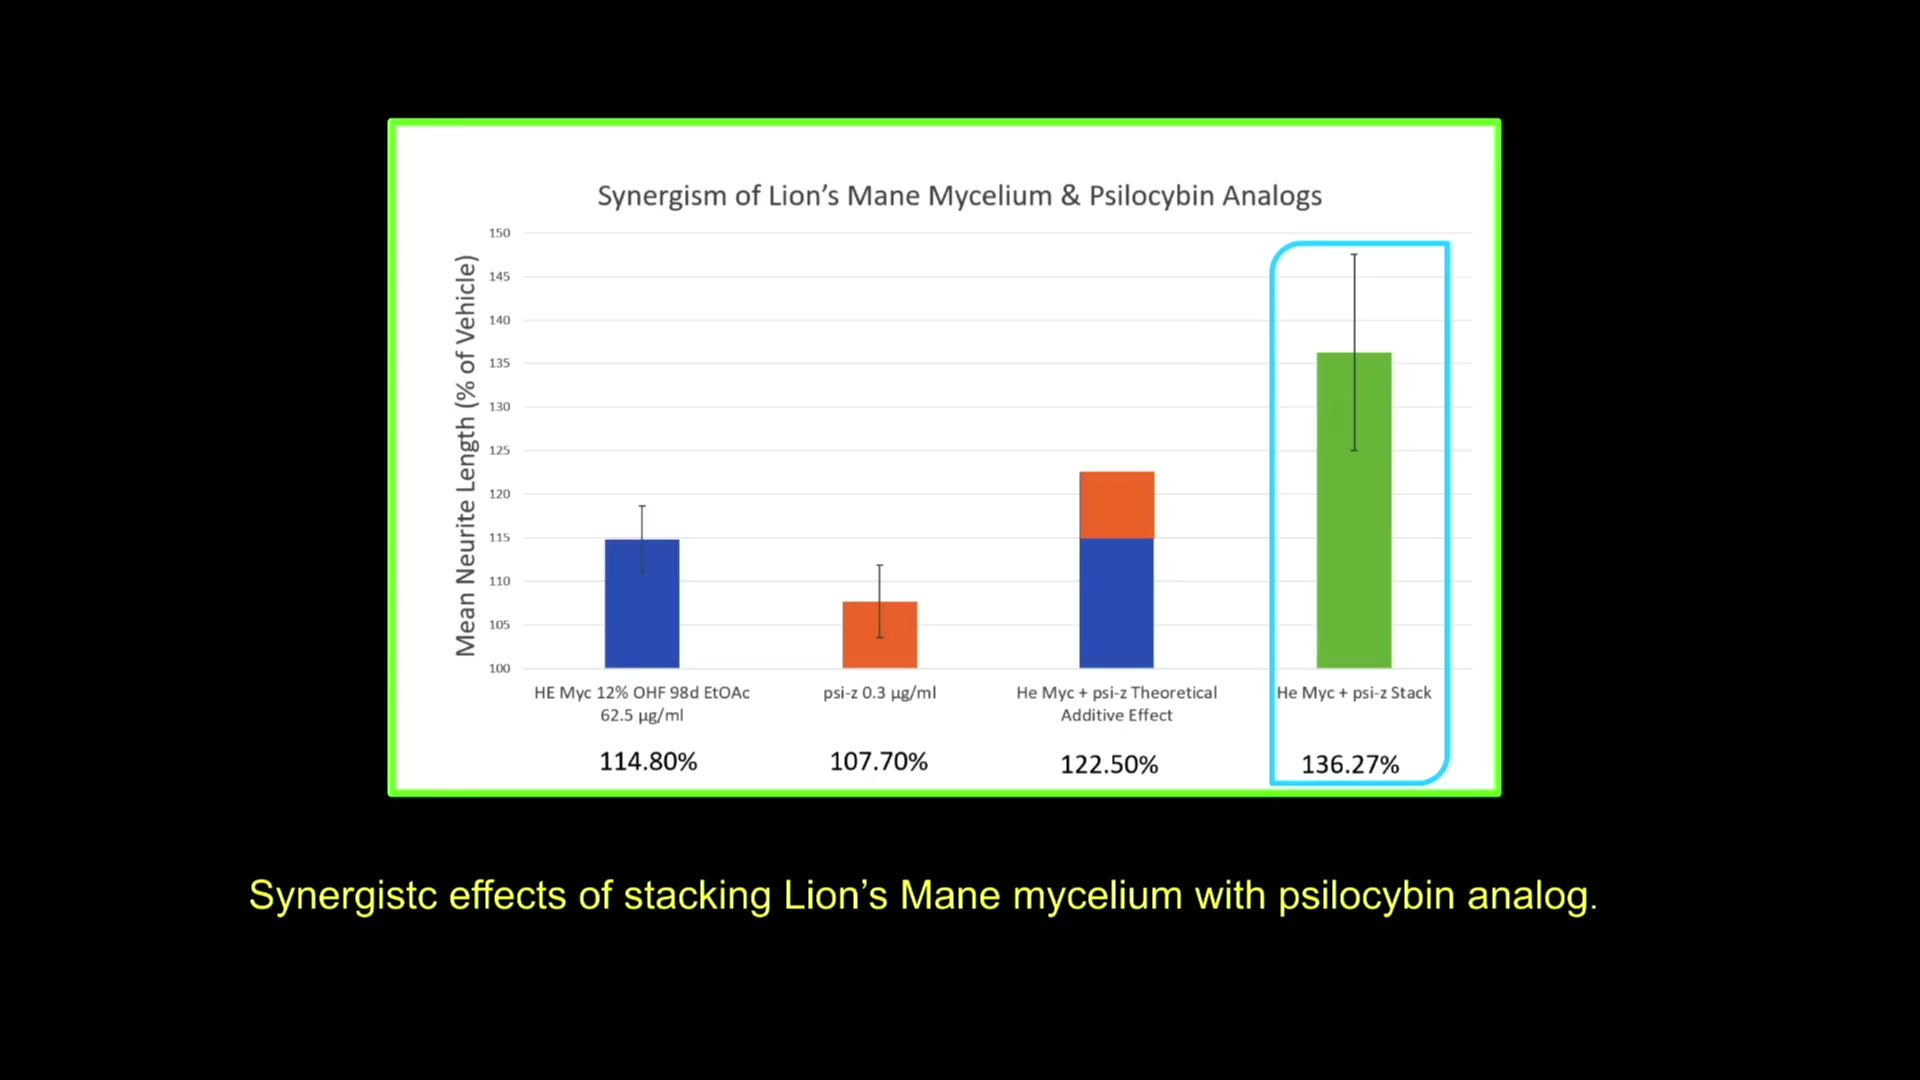 Synergism of Lion’s Mane Mycelium & Psilocybin Analogs
Mean Neurite Length (% of Vehicle)
150
145
140
135
130
125
120
115
110
105
100
HE Myc 12% OHF 98d EtOAc
62.5 µg/ml
psi-z 0.3 µg/ml
He Myc + psi-z Theoretical
Additive Effect
He Myc + psi-z Stack
114.80%
107.70%
122.50%
136.27%
Synergistc effects of stacking Lion’s Mane mycelium with psilocybin analog.